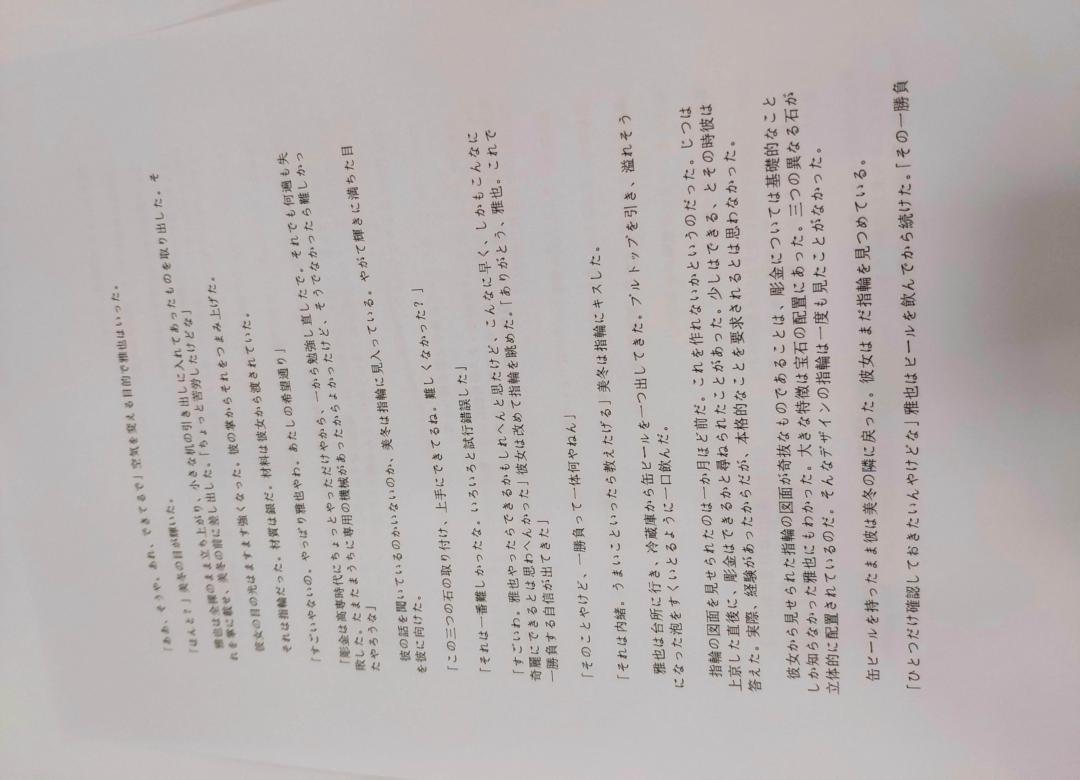 「ああ、そうや。あれ、できてるで」空気を変える目的で雅也はいった。
「ほんと？」美冬の目が輝いた。
雅也は全裸のまま立ち上がり、小さな机の引き出しに入れてあったものを取り出した。そ
れを掌に載せ、美冬の前に差し出した。「ちょっと苦労したけどな」
彼女の目の光はますます強くなった。彼の掌からそれをつまみ上げた。
それは指輪だった。材質は銀だ。材料は彼女から渡されていた。
「すごいやないの。やっぱり雅也やわ。あたしの希望通り」
「彫金は高専時代にちょっとやっただけやから、一から勉強し直したで。それでも何遍も失
敗した。たまたまうちに専用の機械があったからよかったけど、そうでなかったら難しかっ
たやろうな」
彼の話を聞いているのかいないのか、美冬は指輪に見入っている。やがて輝きに満ちた目
を彼に向けた。
「この三つの石の取り付け、上手にできてるね。難しくなかった？」
「それは一番難しかったな。いろいろと試行錯誤した」
「すごいわ。雅也やったらできるかもしれへんと思たけど、こんなに早く、しかもこんなに
奇麗にできるとは思わへんかった」彼女は改めて指輪を眺めた。「ありがとう、雅也。これで
一勝負する自信が出てきた」
「そのことやけど、一勝負って一体何やねん」
「それは内緒。うまいこといったら教えたげる」美冬は指輪にキスした。
雅也は台所に行き、冷蔵庫から缶ビールを一つ出してきた。プルトップを引き、溢れそう
になった泡をすくいとるように一口飲んだ。
指輪の図面を見せられたのは一か月ほど前だ。これを作れないかというのだった。じつは
上京した直後に、彫金はできるかと尋ねられたことがあった。少しはできる、とその時彼は
答えた。実際、経験があったからだが、本格的なことを要求されるとは思わなかった。
彼女から見せられた指輪の図面が奇抜なものであることは、彫金については基礎的なこと
しか知らなかった雅也にもわかった。大きな特徴は宝石の配置にあった。三つの異なる石が
立体的に配置されているのだ。そんなデザインの指輪は一度も見たことがなかった。
缶ビールを持ったまま彼は美冬の隣に戻った。彼女はまだ指輪を見つめている。
「ひとつだけ確認しておきたいんやけどな」雅也はビールを飲んでから続けた。「その一勝負